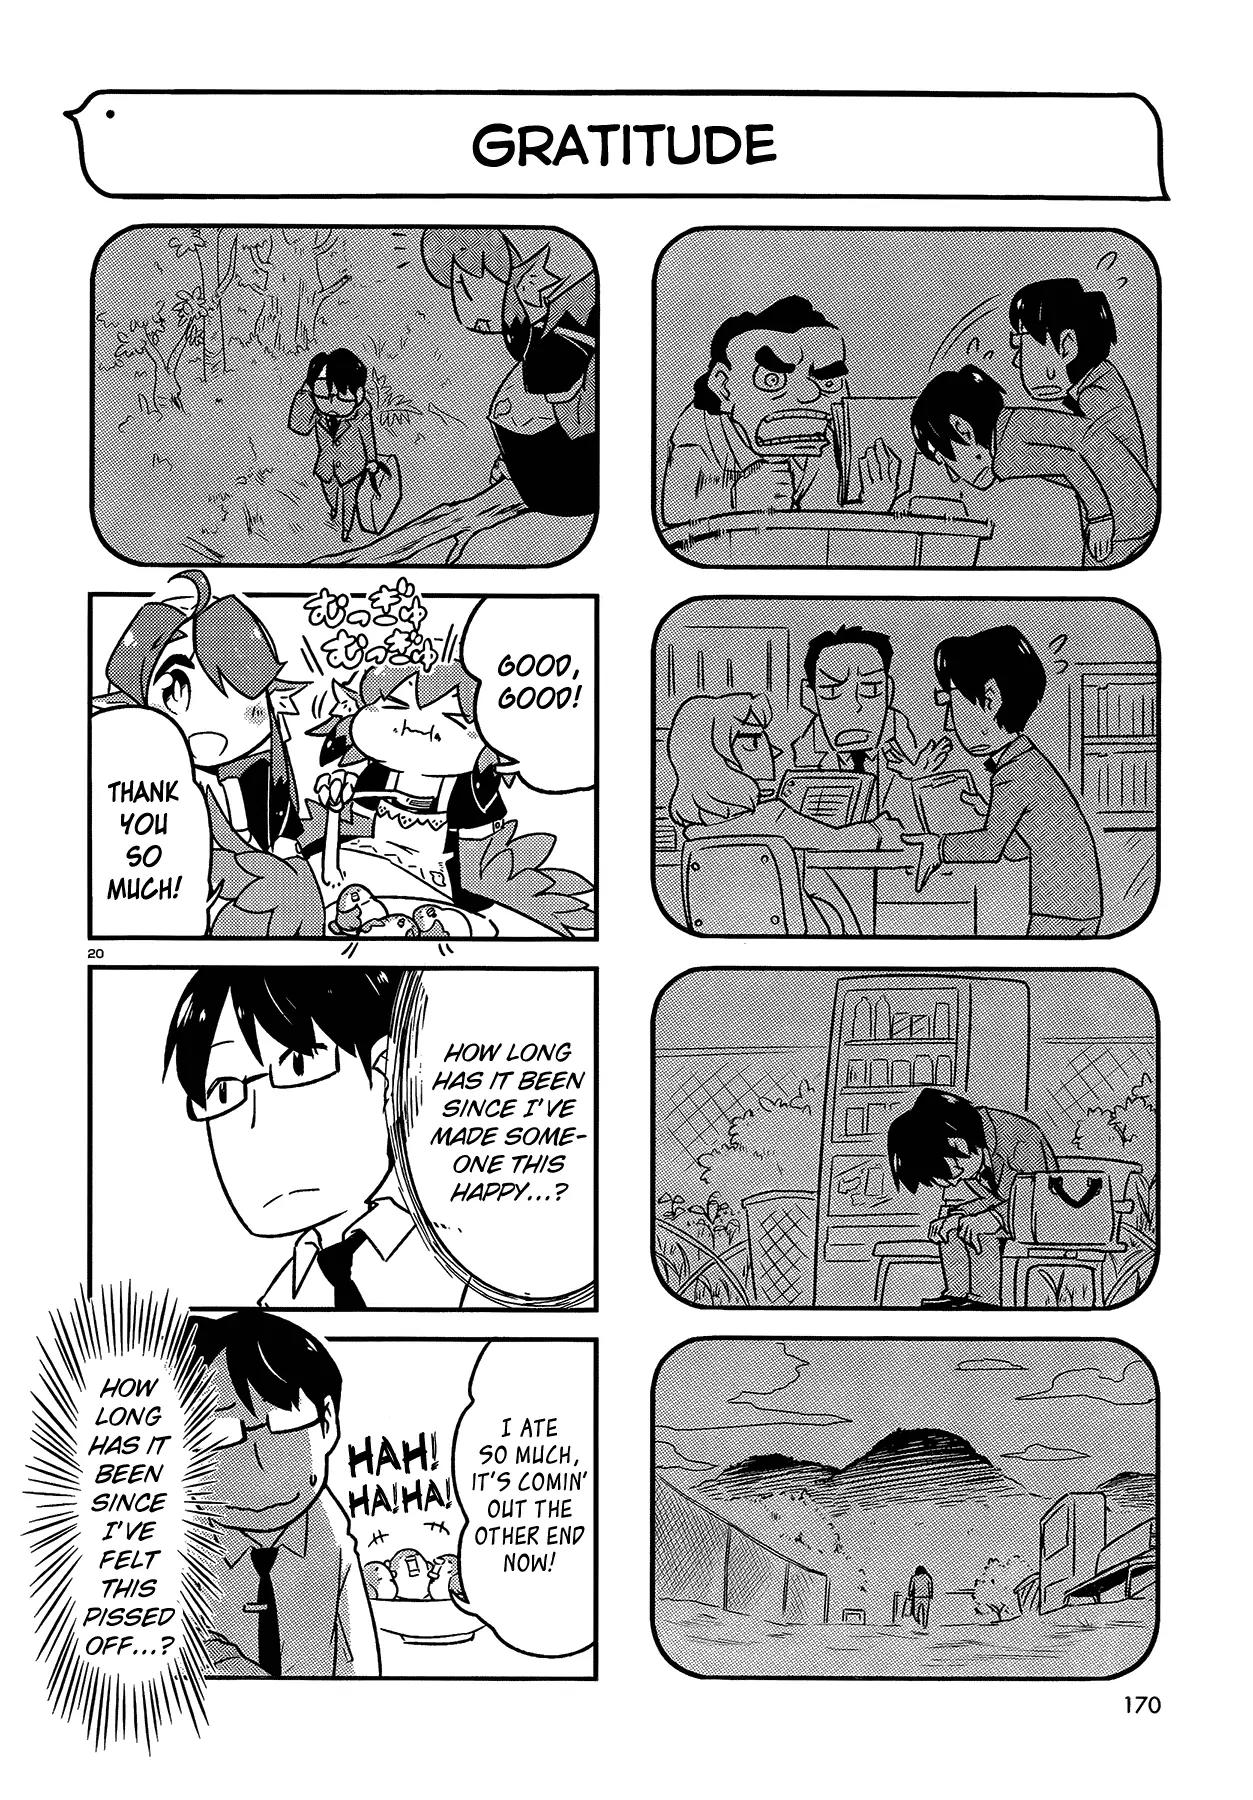 GRATITUDE
GOOD,
GOOD!
むっぎゅ
むっぎゅ
THANK
YOU
SO
MUCH!
20
HOW LONG
HAS IT BEEN
SINCE I'VE
MADE SOME-
ONE THIS
HAPPY...?
I ATE
SO MUCH,
IT'S COMIN'
OUT THE
OTHER END
NOW!
HAH!
HA!HA!
HOW
LONG
HAS IT
BEEN
SINCE
I'VE
FELT
THIS
PISSED
OFF...?
170